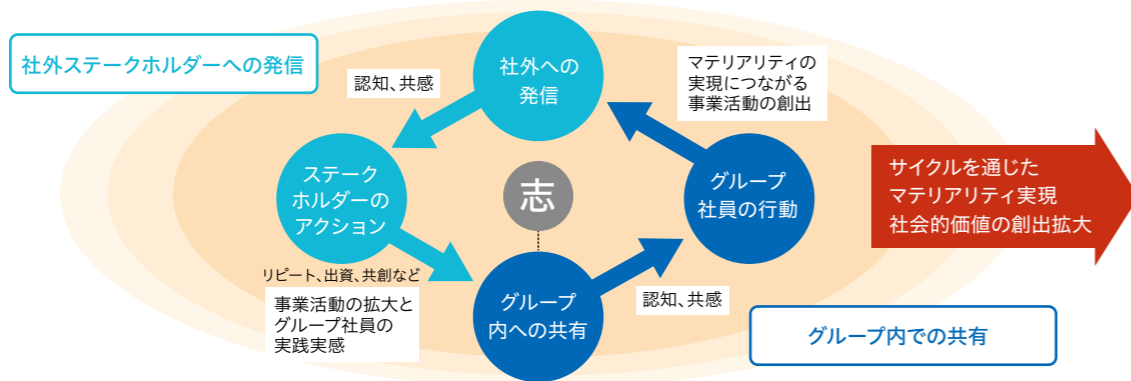 社外ステークホルダーへの発信
認知、共感
社外への
発信
マテリアリティの
実現につながる
事業活動の創出
ステーク
ホルダーの
アクション
志
グループ
社員の行動
サイクルを通じた
マテリアリティ実現
社会的価値の創出拡大
リピート、出資、共創など
事業活動の拡大と
グループ社員の
実践実感
グループ
内への共有
認知、共感
グループ内での共有